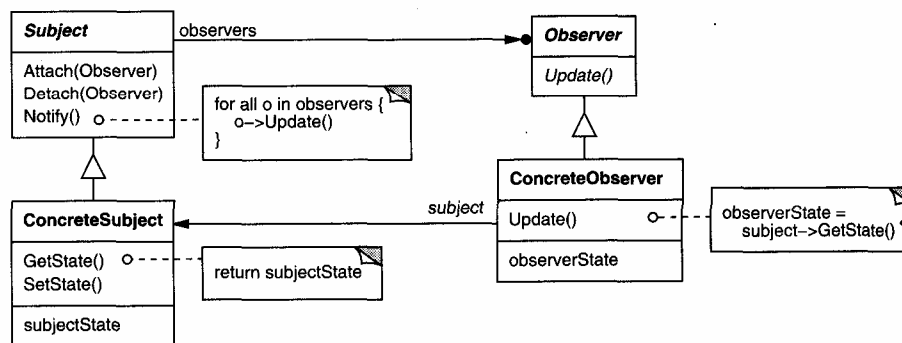 Subject
observers
Observer
Attach(Observer)
Detach(Observer)
Notify()
for all o in observers {
o->Update()
}
Update()
ConcreteSubject
GetState()
SetState()
subjectState
return subjectState
subject
ConcreteObserver
Update()
observerState
observerState =
subject->GetState()